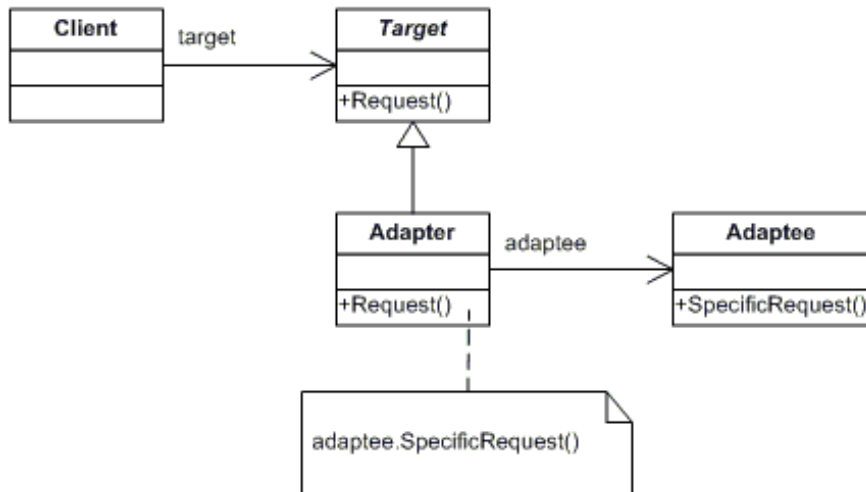 Client
target
Target
+Request()
Adapter
adaptee
Adaptee
+Request()
+SpecificRequest()
adaptee.SpecificRequest()